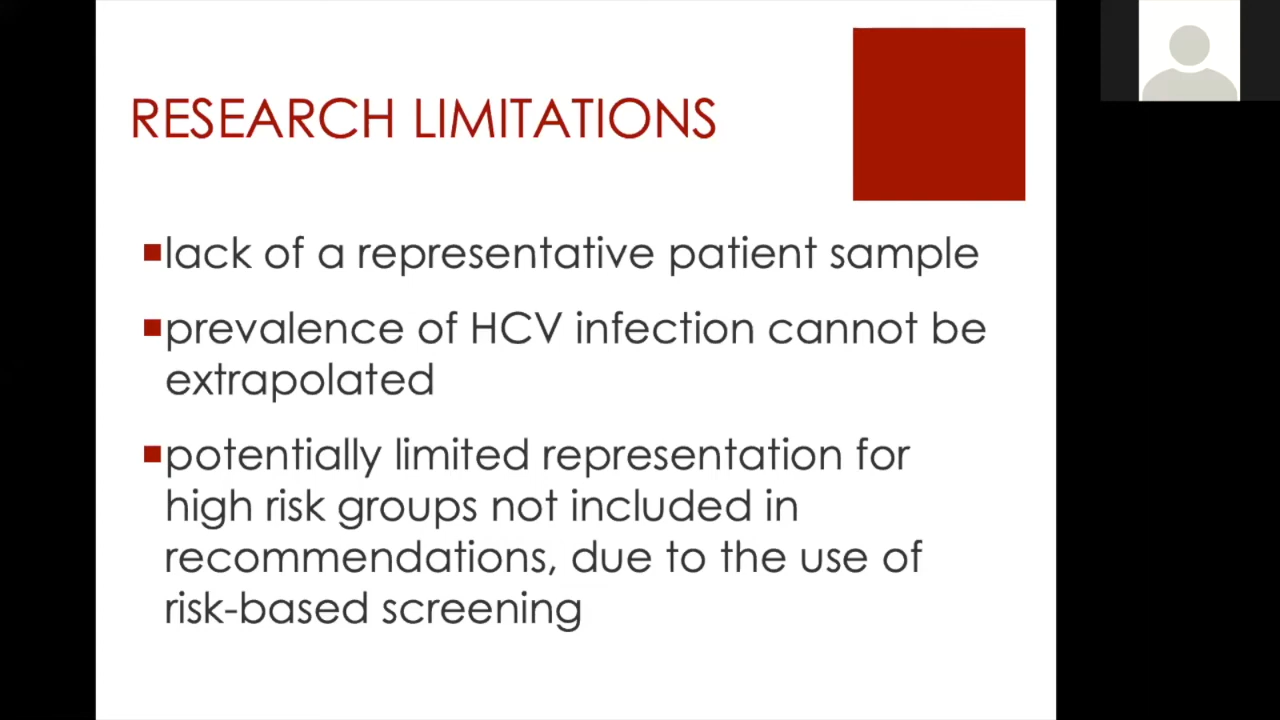 RESEARCH LIMITATIONS
lack of a representative patient sample
prevalence of HCV infection cannot be
extrapolated
potentially limited representation for
high risk groups not included in
recommendations, due to the use of
risk-based screening